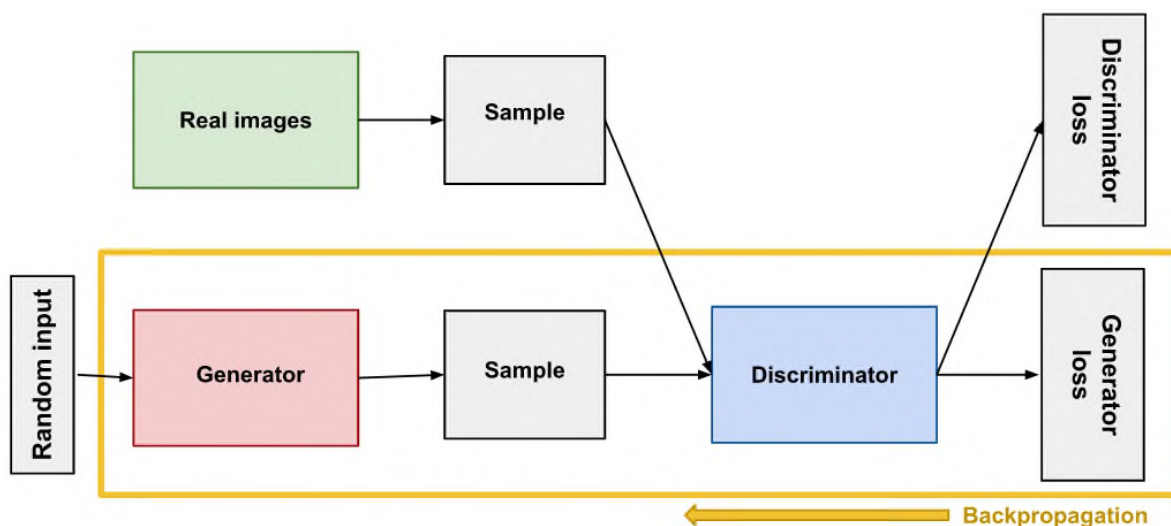 Real images
Sample
Discriminator
loss
Random input
Generator
Sample
Discriminator
Generator
loss
Backpropagation